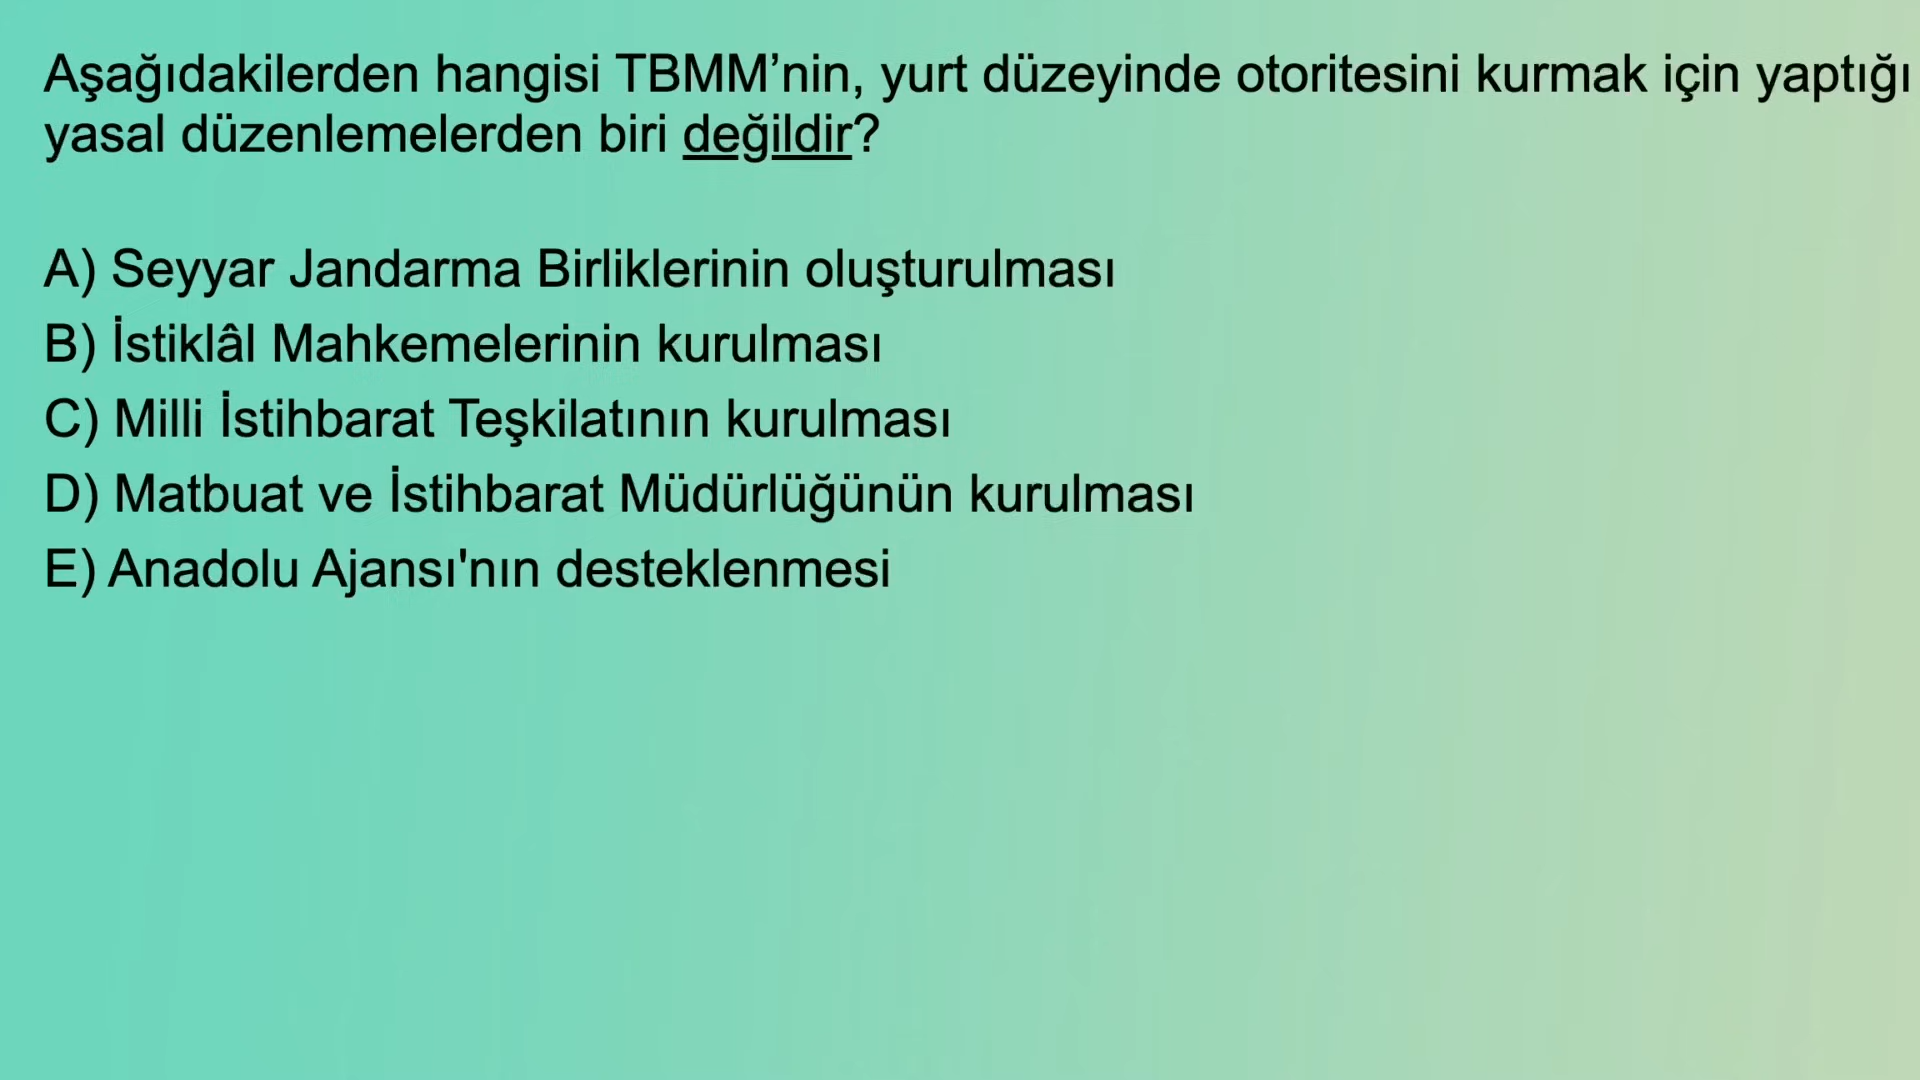 Aşağıdakilerden hangisi TBMM’nin, yurt düzeyinde otoritesini kurmak için yaptığı
yasal düzenlemelerden biri değildir?
A) Seyyar Jandarma Birliklerinin oluşturulması
B) İstiklâl Mahkemelerinin kurulması
C) Milli İstihbarat Teşkilatının kurulması
D) Matbuat ve İstihbarat Müdürlüğünün kurulması
E) Anadolu Ajansı'nın desteklenmesi